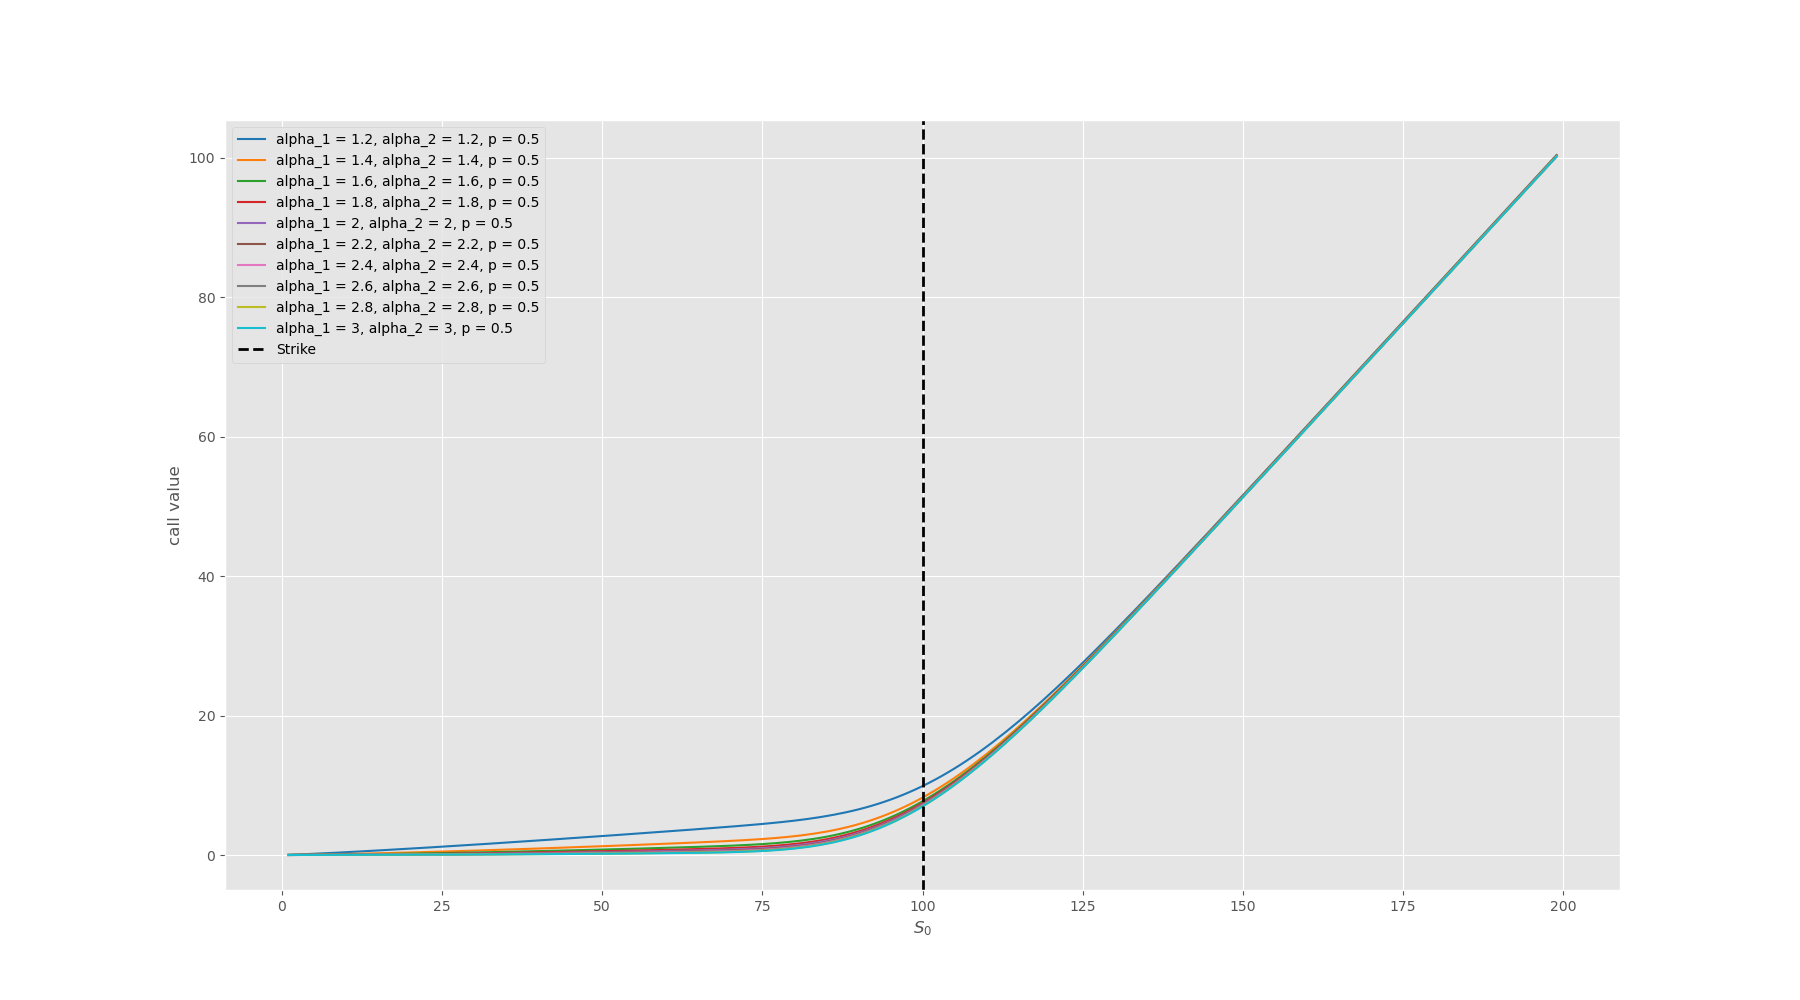 alpha_1 = 1.2, alpha_2 = 1.2, p = 0.5
alpha_1 = 1.4, alpha_2 = 1.4, p = 0.5
alpha_1 = 1.6, alpha_2 = 1.6, p = 0.5
alpha_1 = 1.8, alpha_2 = 1.8, p = 0.5
alpha_1 = 2, alpha_2 = 2, p = 0.5
alpha_1 = 2.2, alpha_2 = 2.2, p = 0.5
alpha_1 = 2.4, alpha_2 = 2.4, p = 0.5
alpha_1 = 2.6, alpha_2 = 2.6, p = 0.5
alpha_1 = 2.8, alpha_2 = 2.8, p = 0.5
alpha_1 = 3, alpha_2 = 3, p = 0.5
Strike
100
80
60
40
20
0
call value
0 25 50 75 100 125 150 175 200
S₀